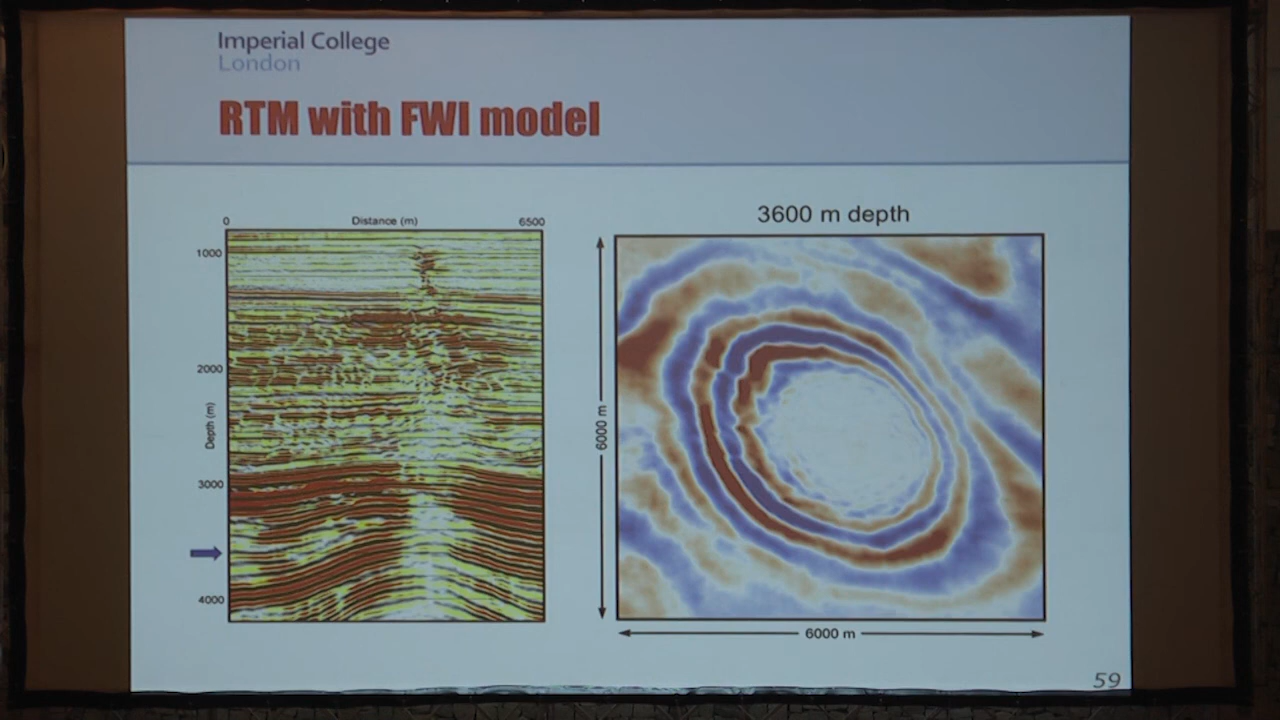 Imperial College
London
RTM with FWI model
0 Distance (m) 6500
1000
2000
Depth (m)
3000
4000
3600 m depth
6000 m
6000 m
59